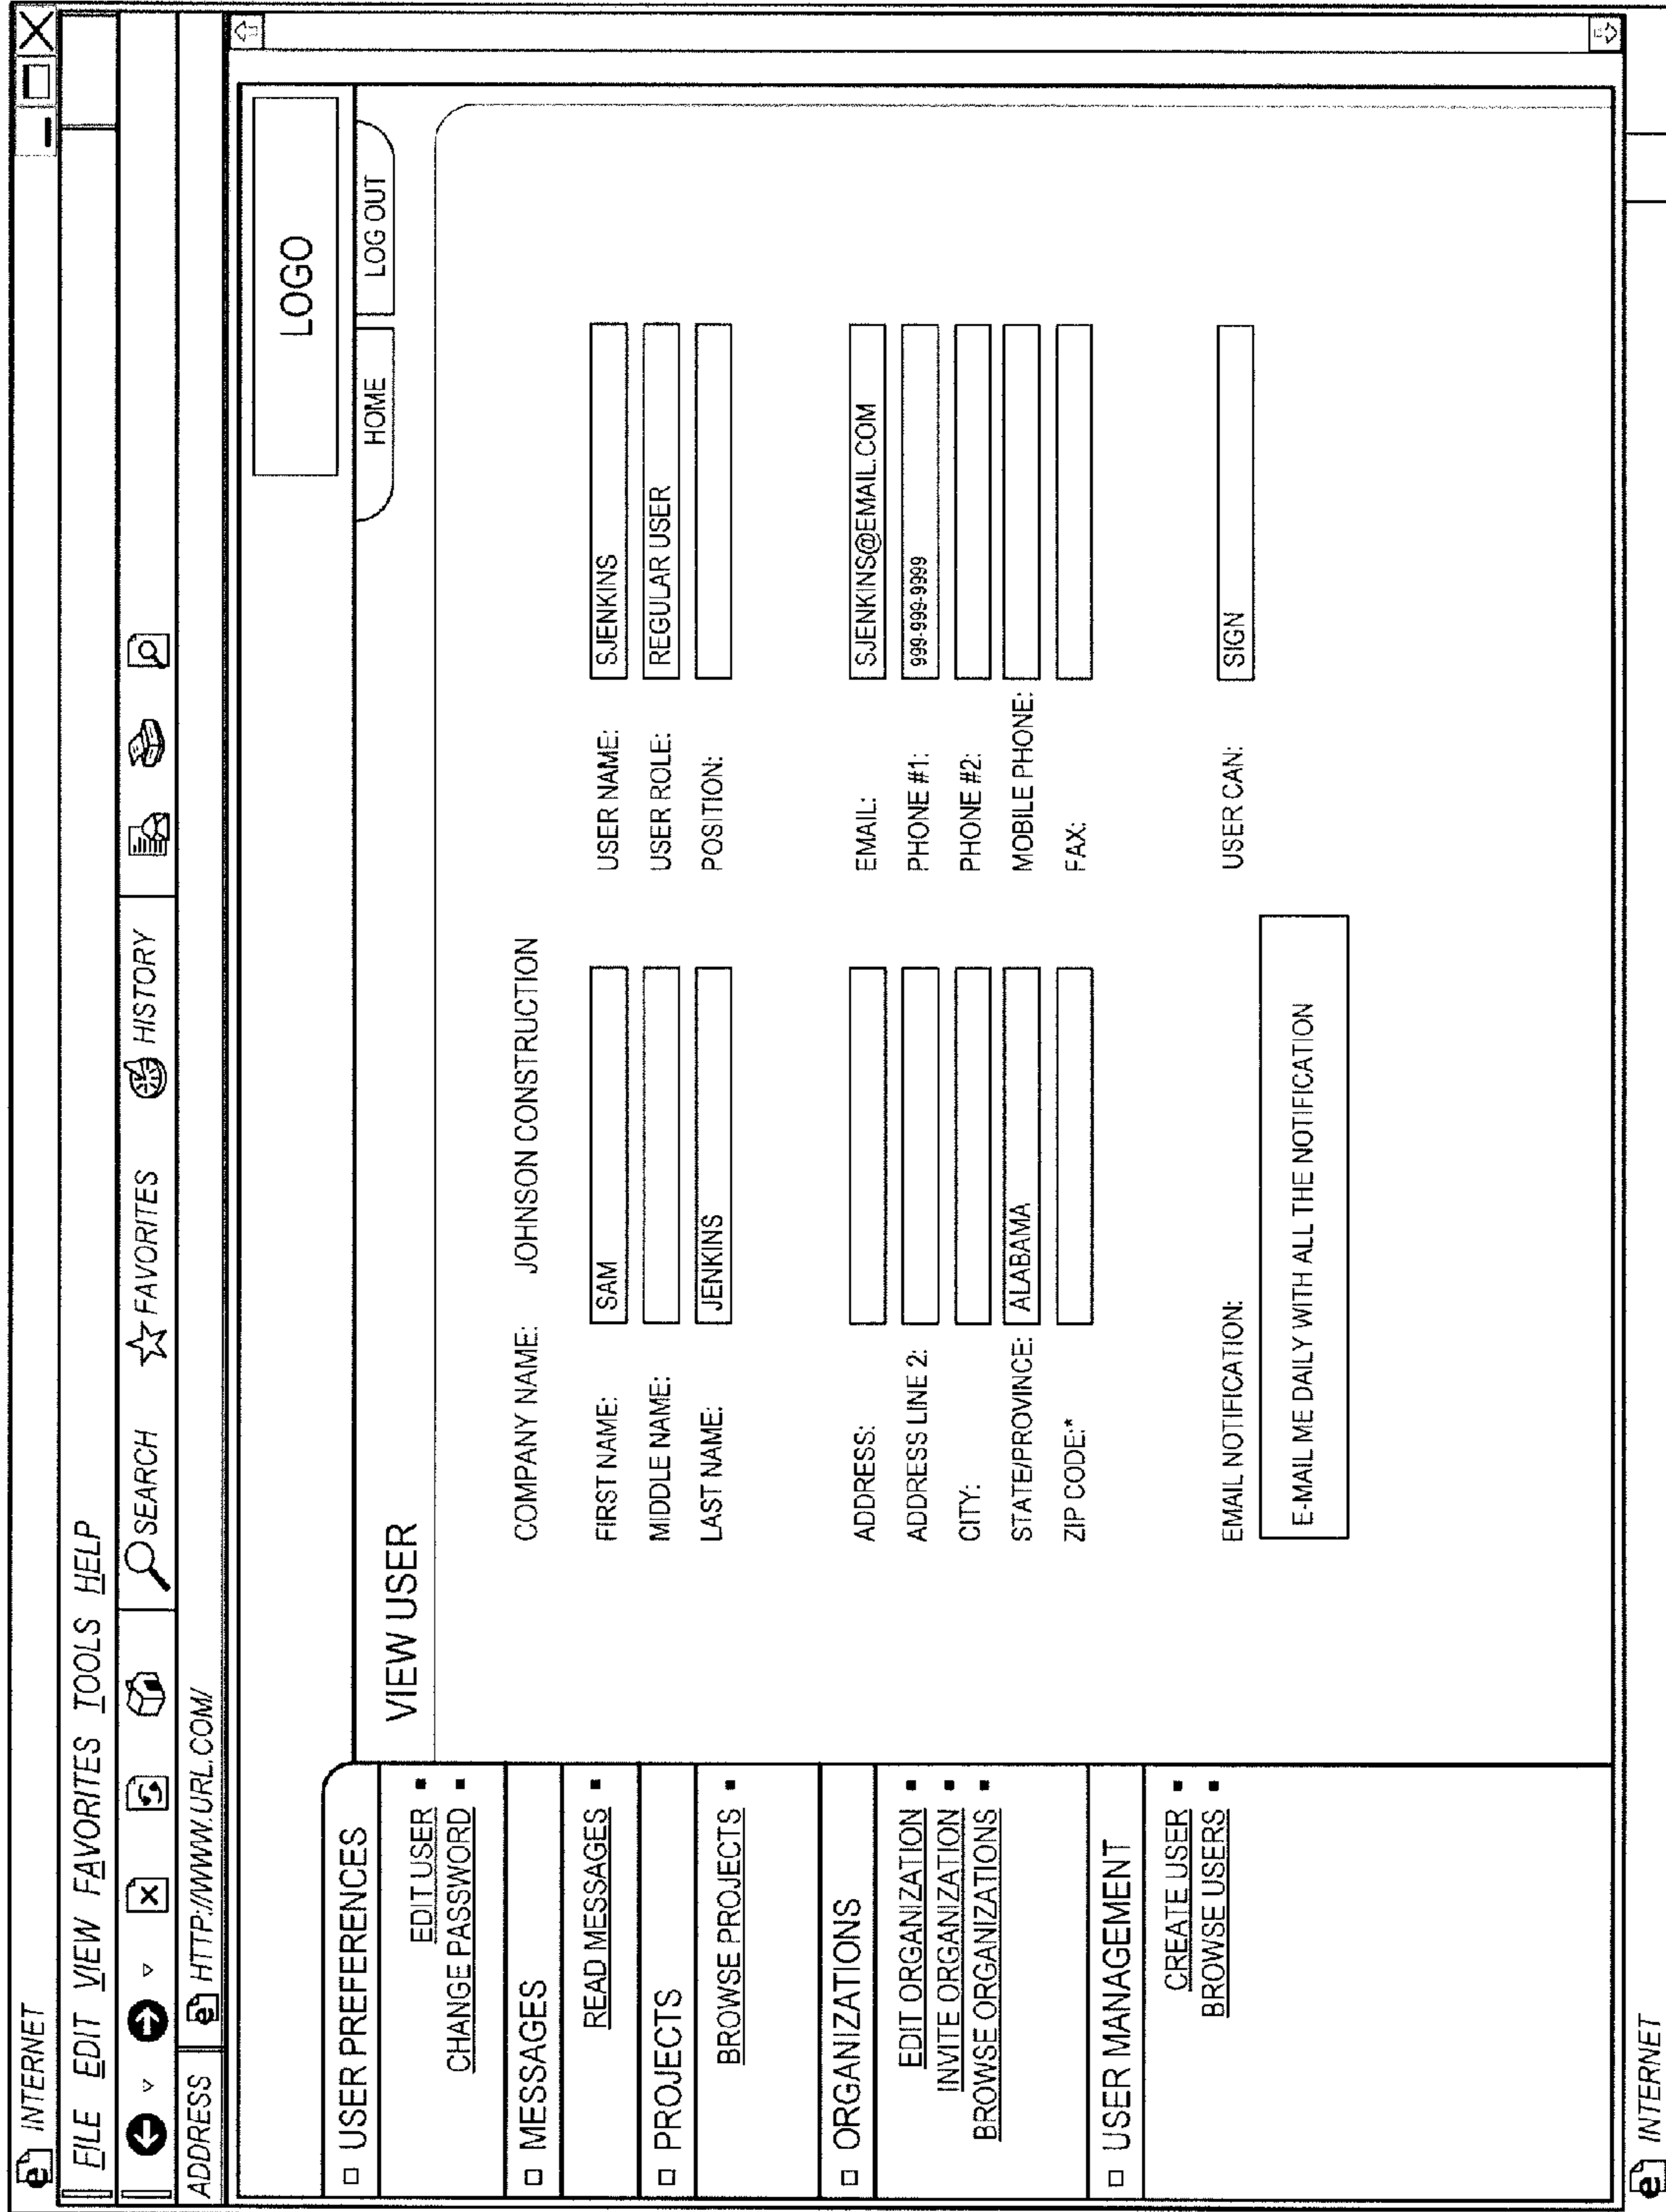 INTERNET
FILE EDIT VIEW FAVORITES TOOLS HELP
SEARCH FAVORITES HISTORY
ADDRESS HTTP://WWW.URL.COM/
LOGO
HOME LOG OUT
VIEW USER
USER PREFERENCES
EDIT USER
CHANGE PASSWORD
MESSAGES
READ MESSAGES
PROJECTS
BROWSE PROJECTS
ORGANIZATIONS
EDIT ORGANIZATION
INVITE ORGANIZATION
BROWSE ORGANIZATIONS
USER MANAGEMENT
CREATE USER
BROWSE USERS
COMPANY NAME: JOHNSON CONSTRUCTION
FIRST NAME: SAM USER NAME: SJENKINS
MIDDLE NAME: USER ROLE: REGULAR USER
LAST NAME: JENKINS POSITION:
ADDRESS: EMAIL: SJENKINS@EMAIL.COM
ADDRESS LINE 2: PHONE #1: 999-999-9999
CITY: PHONE #2:
STATE/PROVINCE: ALABAMA MOBILE PHONE:
ZIP CODE:* FAX:
EMAIL NOTIFICATION: USER CAN: SIGN
E-MAIL ME DAILY WITH ALL THE NOTIFICATION
INTERNET